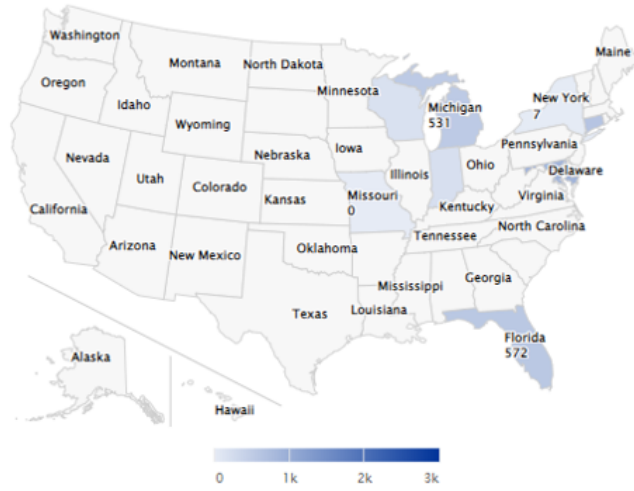 Washington
Maine
Montana
North Dakota
Oregon
Minnesota
Michigan
531
New York
7
Idaho
Wyoming
Pennsylvania
Iowa
Nebraska
Nevada
Ohio
Delaware
Illinois
Utah
Colorado
Missouri
0
Virginia
Kansas
Kentucky
California
North Carolina
Tennessee
Arizona
New Mexico
Oklahoma
Georgia
Mississippi
Texas
Louisiana
Florida
572
Alaska
Hawaii
0 1k 2k 3k